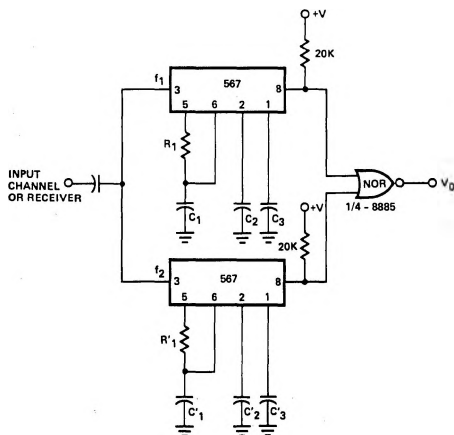 +V
20K
f1
567
3
8
5
6
2
1
R1
C1
C2
C3
INPUT
CHANNEL
OR RECEIVER
NOR
VO
1/4 - 8885
+V
20K
f2
567
3
8
5
6
2
1
R'1
C'1
C'2
C'3